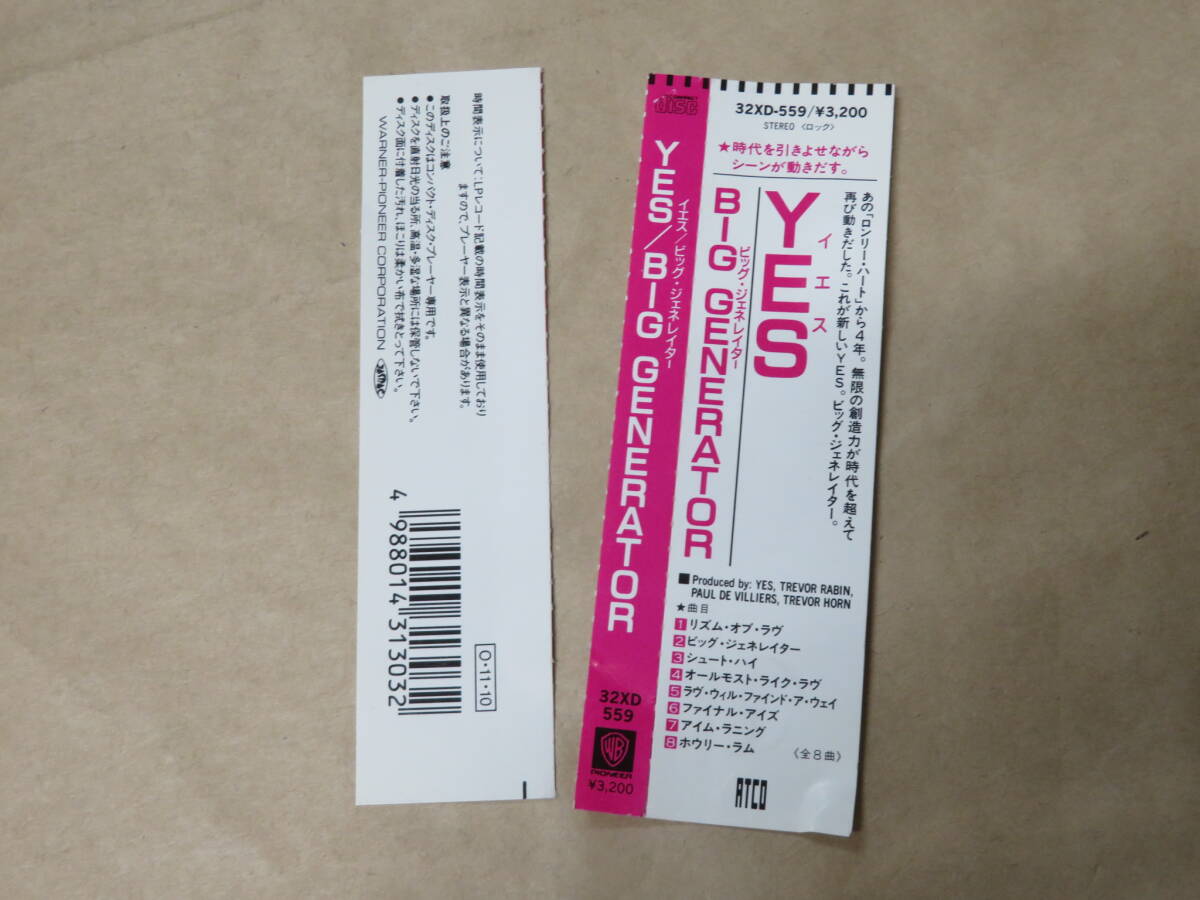 時間表示について:LPレコード記載の時間表示をそのまま使用しており
ますので、プレーヤー表示と異なる場合があります。
取扱上のご注意
●このディスクはコンパクト・ディスク・プレーヤー専用です。
●ディスクを直射日光の当る所、高温・多湿な場所には保管しないで下さい。
●ディスク面に付着した汚れ、ほこりは柔かい布で拭きとって下さい。
WARNER-PIONEER CORPORATION
4 988014 313032
O・11・10
disc
イエス/ビッグ・ジェネレイター
YES/BIG GENERATOR
32XD
559
WB
PIONEER
¥3,200
32XD-559/¥3,200
STEREO 〈ロック〉
★時代を引きよせながら
シーンが動きだす。
あの「ロンリー・ハート」から4年。無限の創造力が時代を超えて
再び動きだした。これが新しいYES。ビッグ・ジェネレイター。
イエス
YES
ビッグ・ジェネレイター
BIG GENERATOR
■Produced by: YES, TREVOR RABIN,
PAUL DE VILLIERS, TREVOR HORN
★曲目
1 リズム・オブ・ラヴ
2 ビッグ・ジェネレイター
3 シュート・ハイ
4 オールモスト・ライク・ラヴ
5 ラヴ・ウィル・ファインド・ア・ウェイ
6 ファイナル・アイズ
7 アイム・ラニング
8 ホウリー・ラム
〈全8曲〉
ATCO